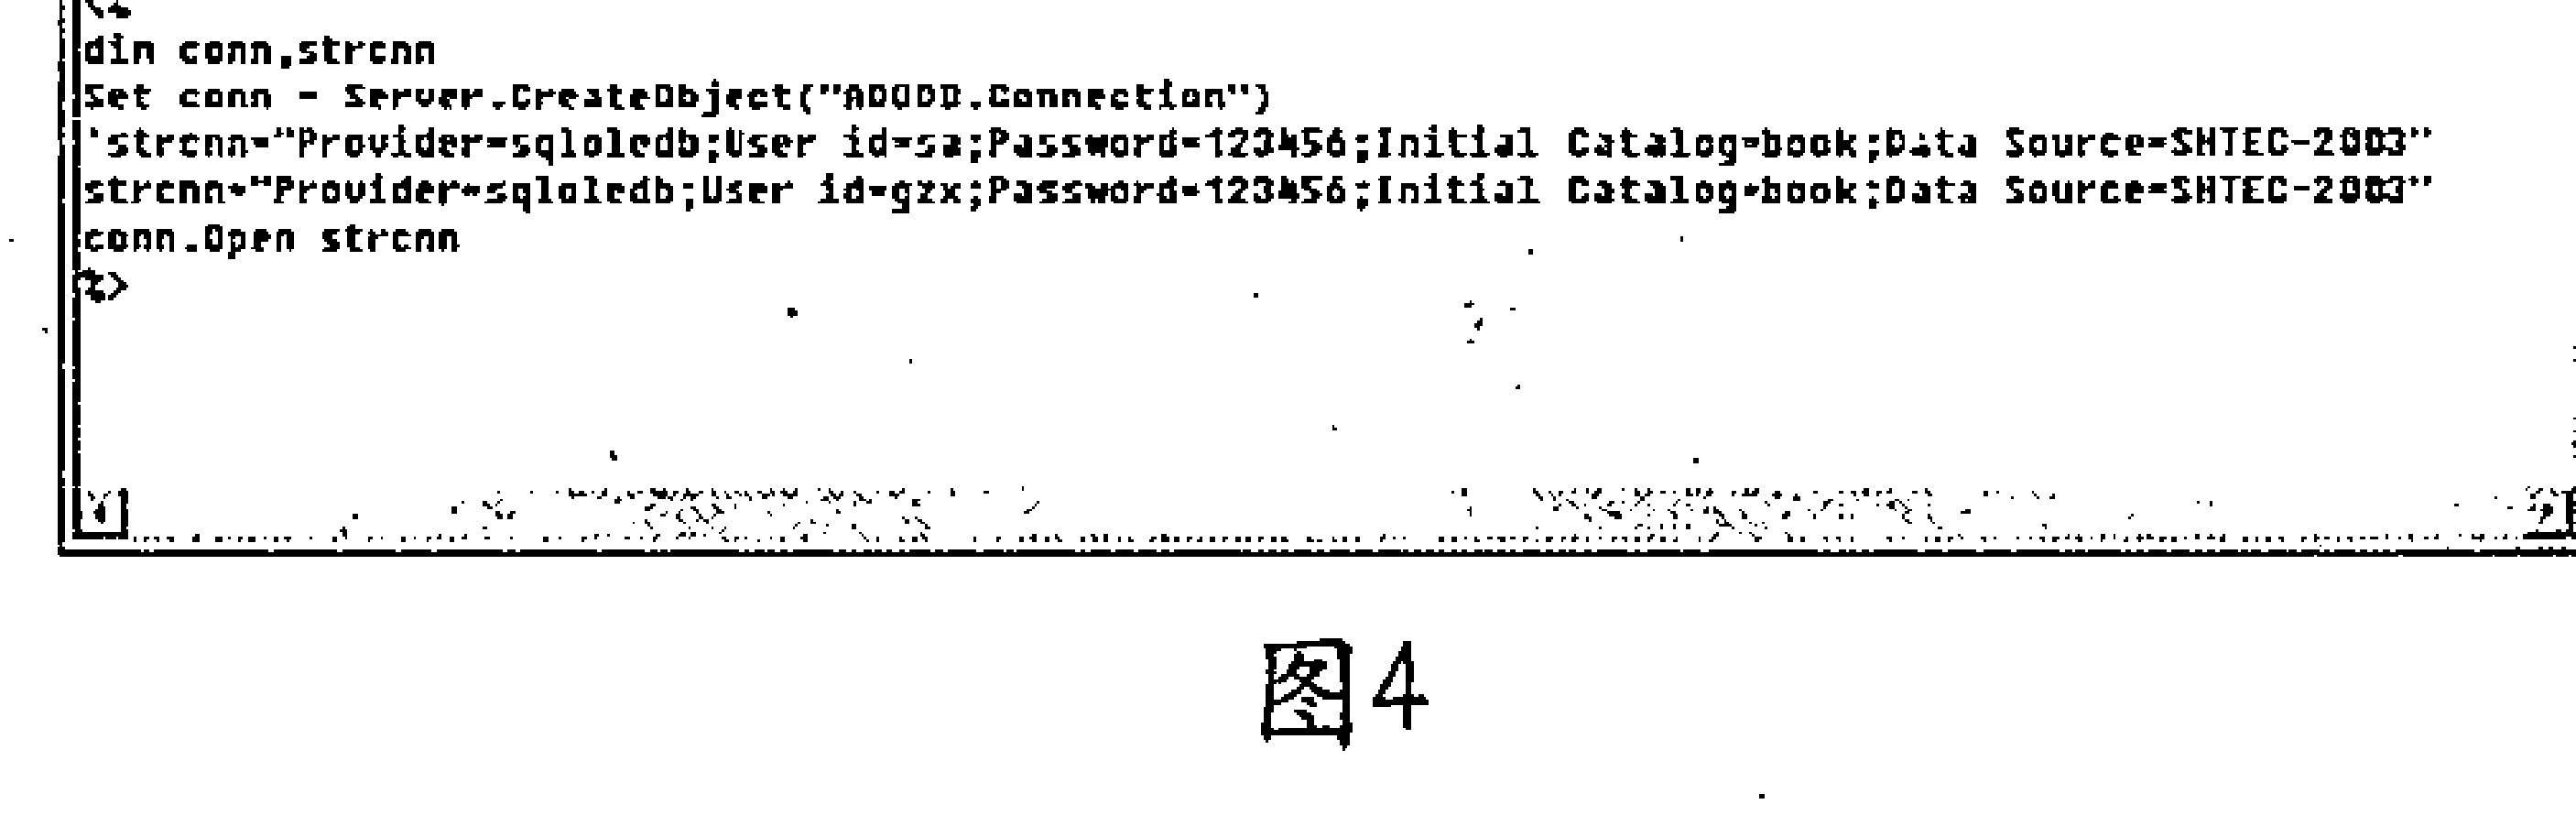 dim conn,strcnn
Set conn = Server.CreateObject("ADODB.Connection")
'strcnn="Provider=sqloledb;User id=sa;Password=123456;Initial Catalog=book;Data Source=SHTEC-2003"
strcnn="Provider=sqloledb;User id=gzx;Password=123456;Initial Catalog=book;Data Source=SHTEC-2003"
conn.Open strcnn
%>
图4